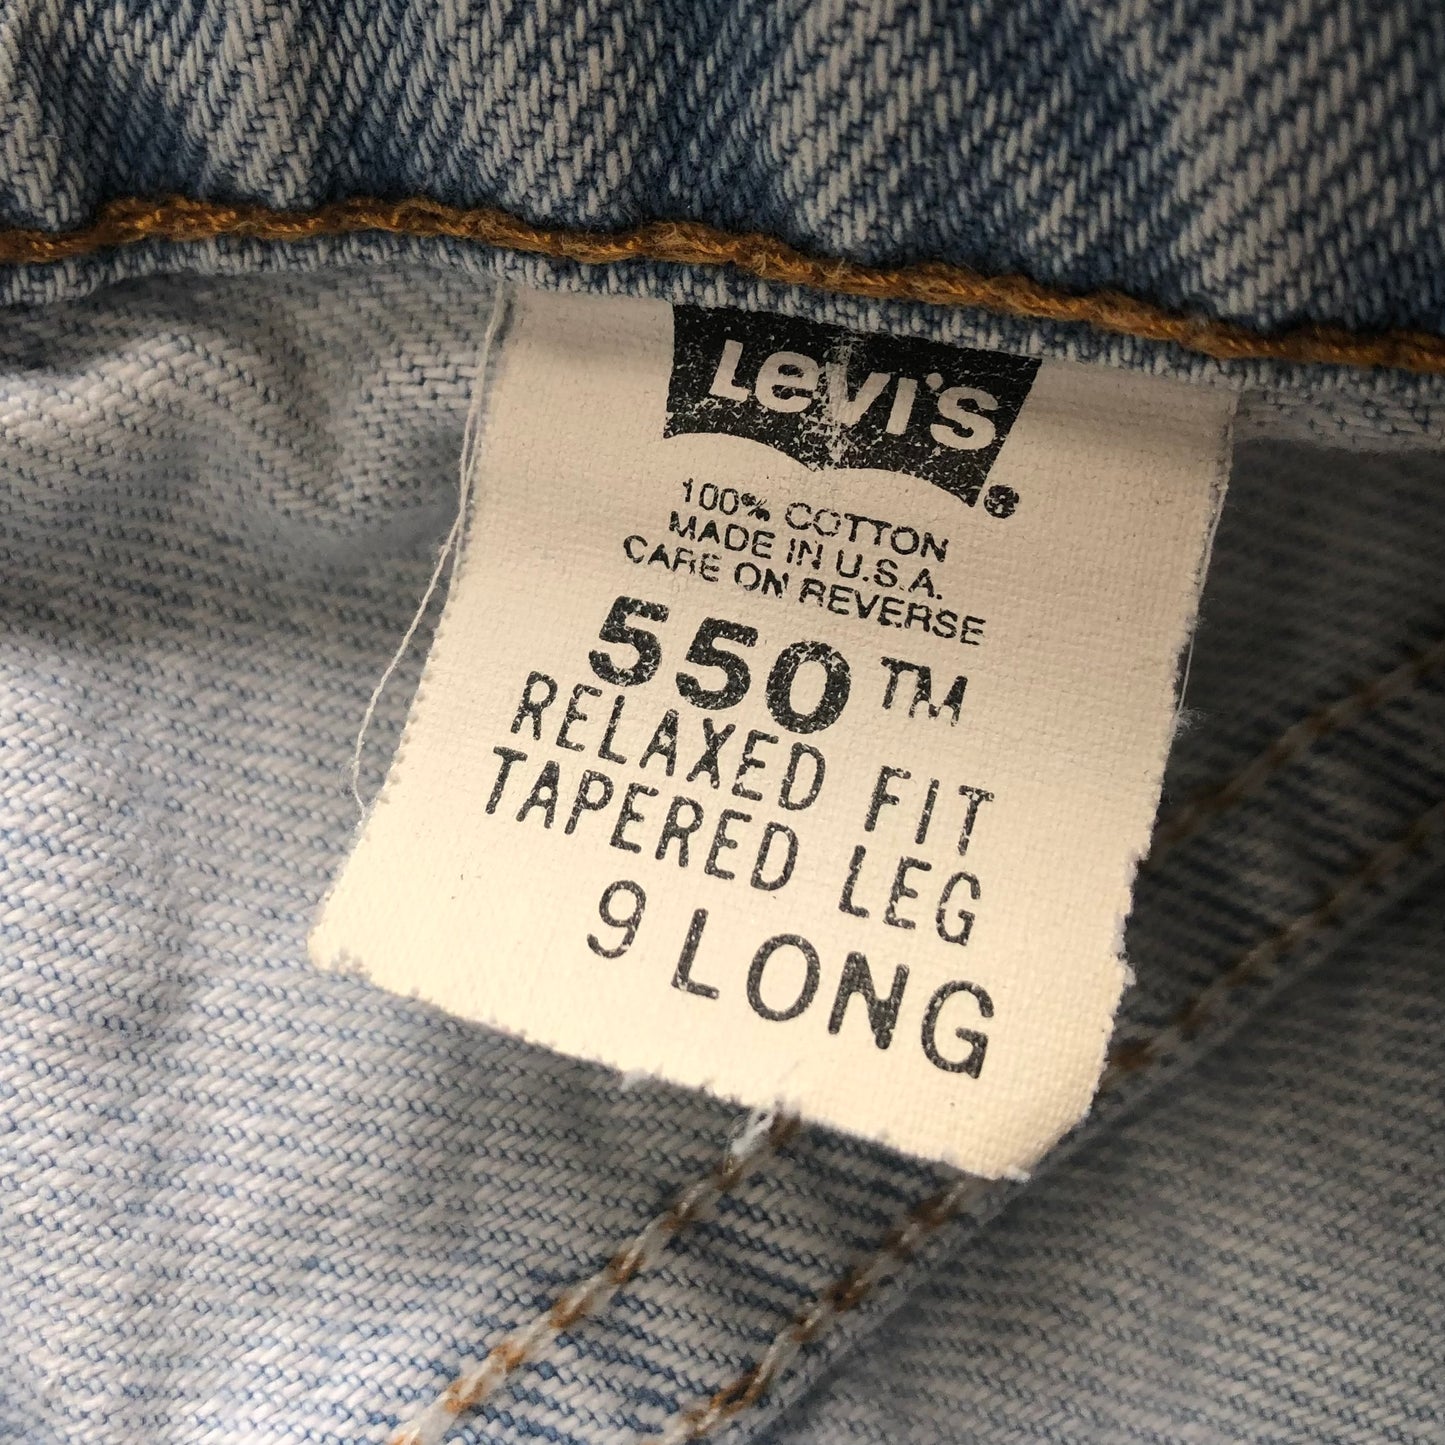 Levi's®
100% COTTON
MADE IN U.S.A.
CARE ON REVERSE
550™
RELAXED FIT
TAPERED LEG
9 LONG